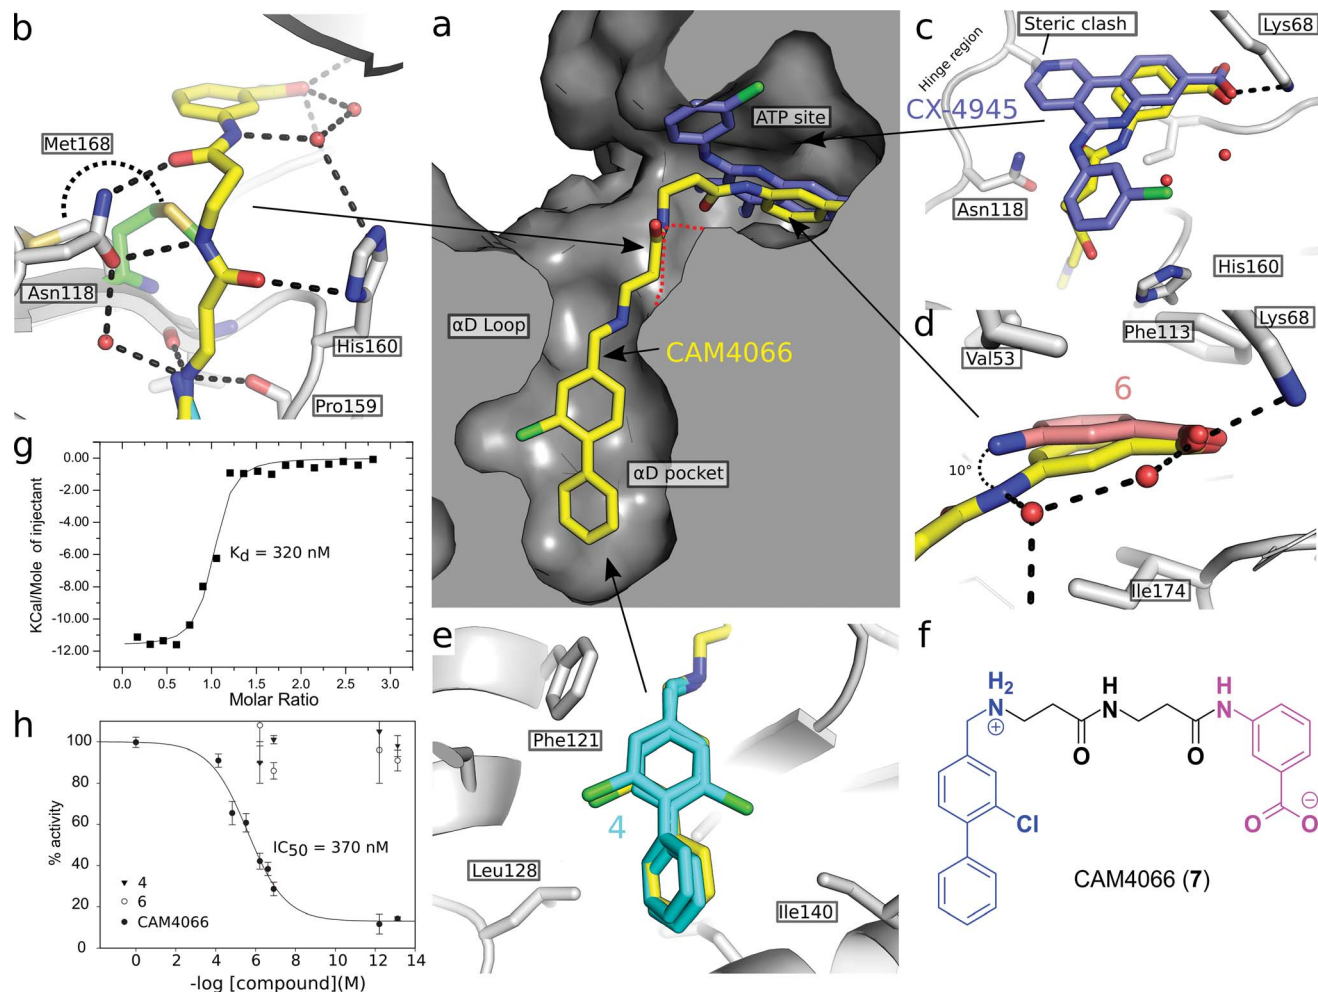 b
Met168
Asn118
His160
Pro159
a
ATP site
αD Loop
CAM4066
αD pocket
c
Steric clash
Lys68
Hinge region
CX-4945
Asn118
His160
d
Phe113
Lys68
Val53
6
10°
Ile174
g
0.00
-2.00
-4.00
-6.00
-8.00
-10.00
-12.00
KCal/Mole of injectant
Kd = 320 nM
0.0 0.5 1.0 1.5 2.0 2.5 3.0
Molar Ratio
h
100
80
60
40
20
0
% activity
IC50 = 370 nM
4
6
CAM4066
0 2 4 6 8 10 12 14
-log [compound](M)
e
Phe121
4
Leu128
Ile140
f
H2
N
+
H
N
O
O
H
N
Cl
O
O
−
CAM4066 (7)